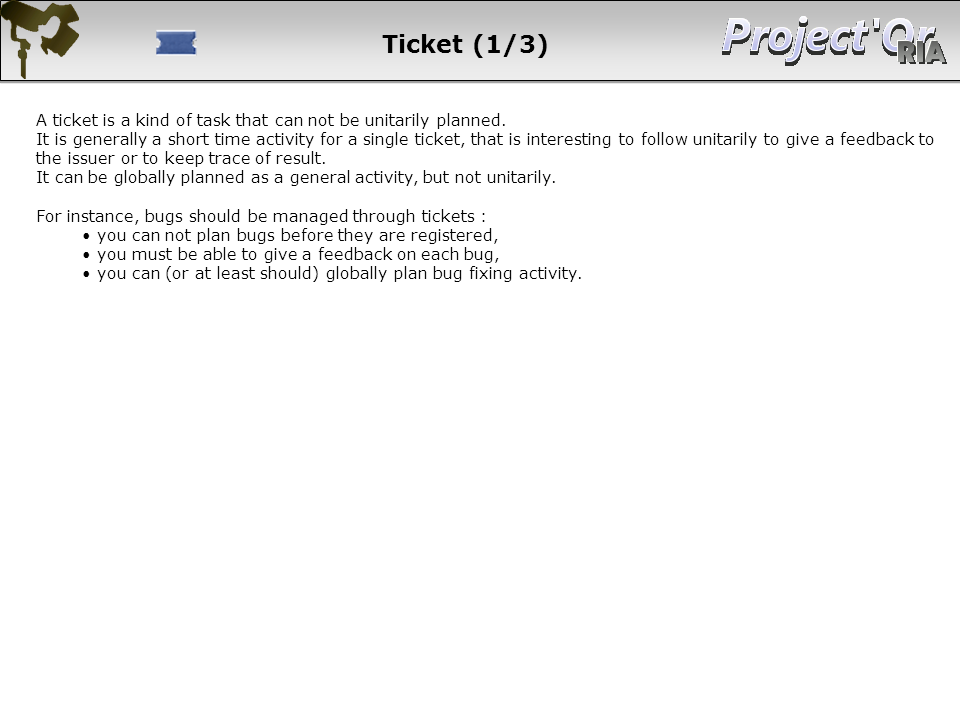 Ticket (1/3)
Project'Or
RIA
A ticket is a kind of task that can not be unitarily planned.
It is generally a short time activity for a single ticket, that is interesting to follow unitarily to give a feedback to
the issuer or to keep trace of result.
It can be globally planned as a general activity, but not unitarily.
For instance, bugs should be managed through tickets :
• you can not plan bugs before they are registered,
• you must be able to give a feedback on each bug,
• you can (or at least should) globally plan bug fixing activity.